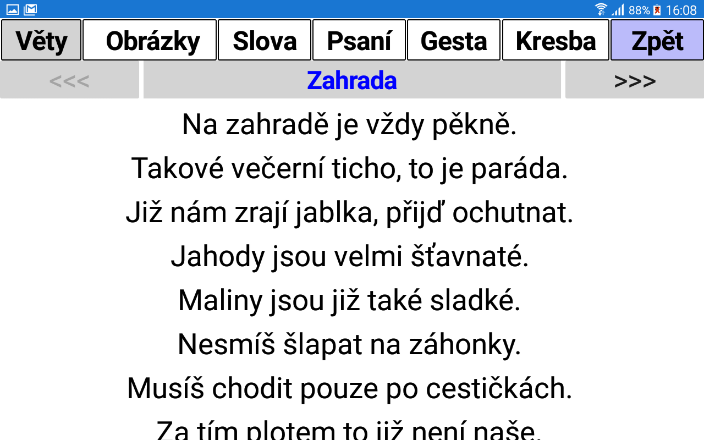 88% 16:08
Věty Obrázky Slova Psaní Gesta Kresba Zpět
<<< Zahrada >>>
Na zahradě je vždy pěkně.
Takové večerní ticho, to je paráda.
Již nám zrají jablka, přijď ochutnat.
Jahody jsou velmi šťavnaté.
Maliny jsou již také sladké.
Nesmíš šlapat na záhonky.
Musíš chodit pouze po cestičkách.
Za tím plotem to již není naše.